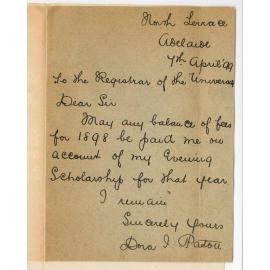 North Terrace
Adelaide
7th April 99
To the Registrar of the University
Dear Sir
May any balance of fees
for 1898 be paid me on
account of my Evening
Scholarship for that year
I remain
Sincerely Yours
Dora I. Paton